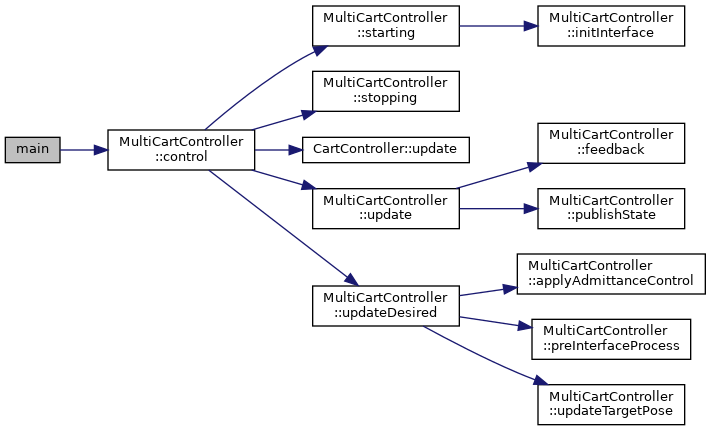 main
MultiCartController
::control
MultiCartController
::starting
MultiCartController
::initInterface
MultiCartController
::stopping
CartController::update
MultiCartController
::update
MultiCartController
::feedback
MultiCartController
::publishState
MultiCartController
::updateDesired
MultiCartController
::applyAdmittanceControl
MultiCartController
::preInterfaceProcess
MultiCartController
::updateTargetPose